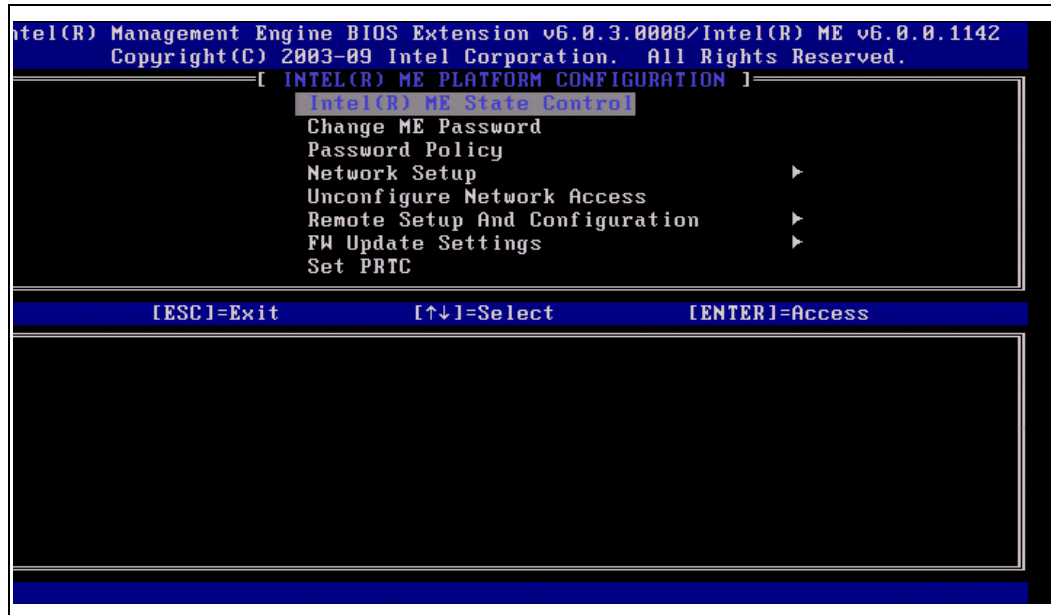 ntel(R) Management Engine BIOS Extension v6.0.3.0008/Intel(R) ME v6.0.0.1142
Copyright(C) 2003-09 Intel Corporation. All Rights Reserved.
[ INTEL(R) ME PLATFORM CONFIGURATION ]
Intel(R) ME State Control
Change ME Password
Password Policy
Network Setup ►
Unconfigure Network Access
Remote Setup And Configuration ►
FW Update Settings ►
Set PRTC
[ESC]=Exit [↑↓]=Select [ENTER]=Access